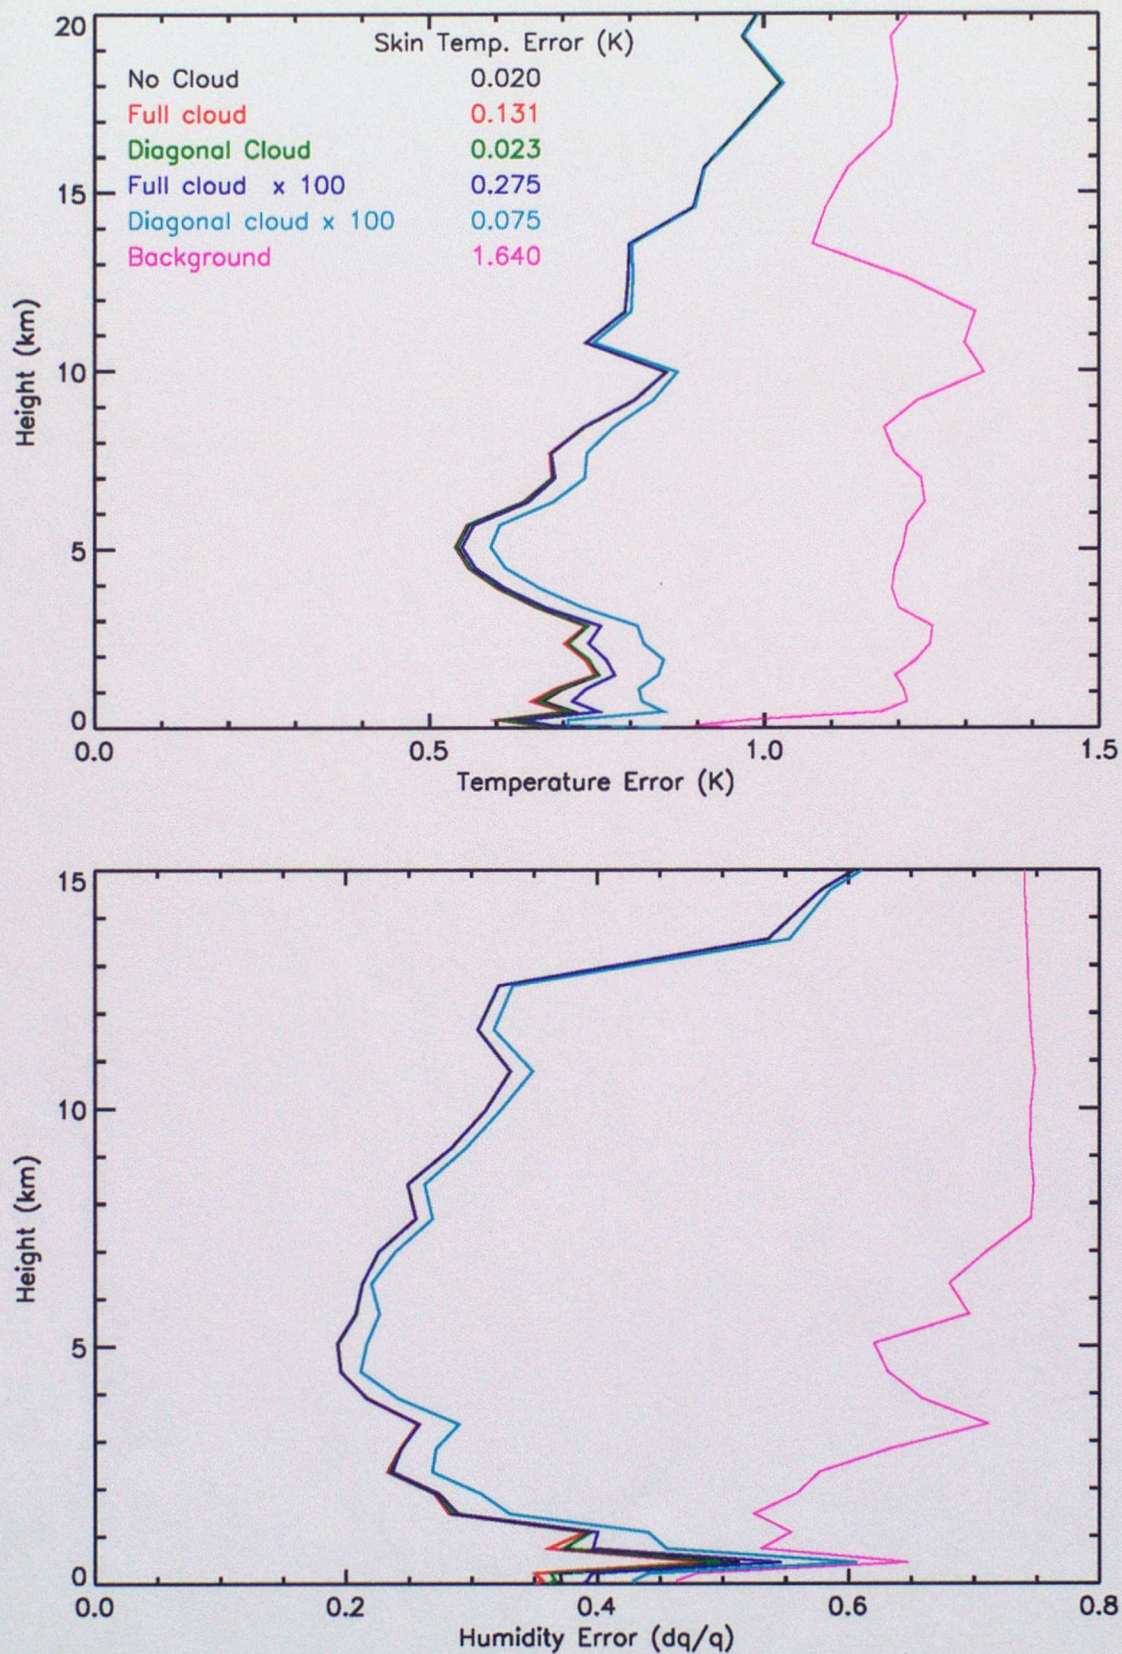 Skin Temp. Error (K)
No Cloud 0.020
Full cloud 0.131
Diagonal Cloud 0.023
Full cloud x 100 0.275
Diagonal cloud x 100 0.075
Background 1.640
20
15
10
5
0
Height (km)
0.0 0.5 1.0 1.5
Temperature Error (K)
15
10
5
0
Height (km)
0.0 0.2 0.4 0.6 0.8
Humidity Error (dq/q)